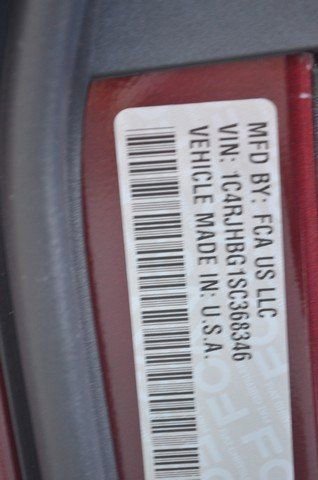 MFD BY: FCA US LLC
VIN: 1C4RJHBG1SC368346
VEHICLE MADE IN: U.S.A.